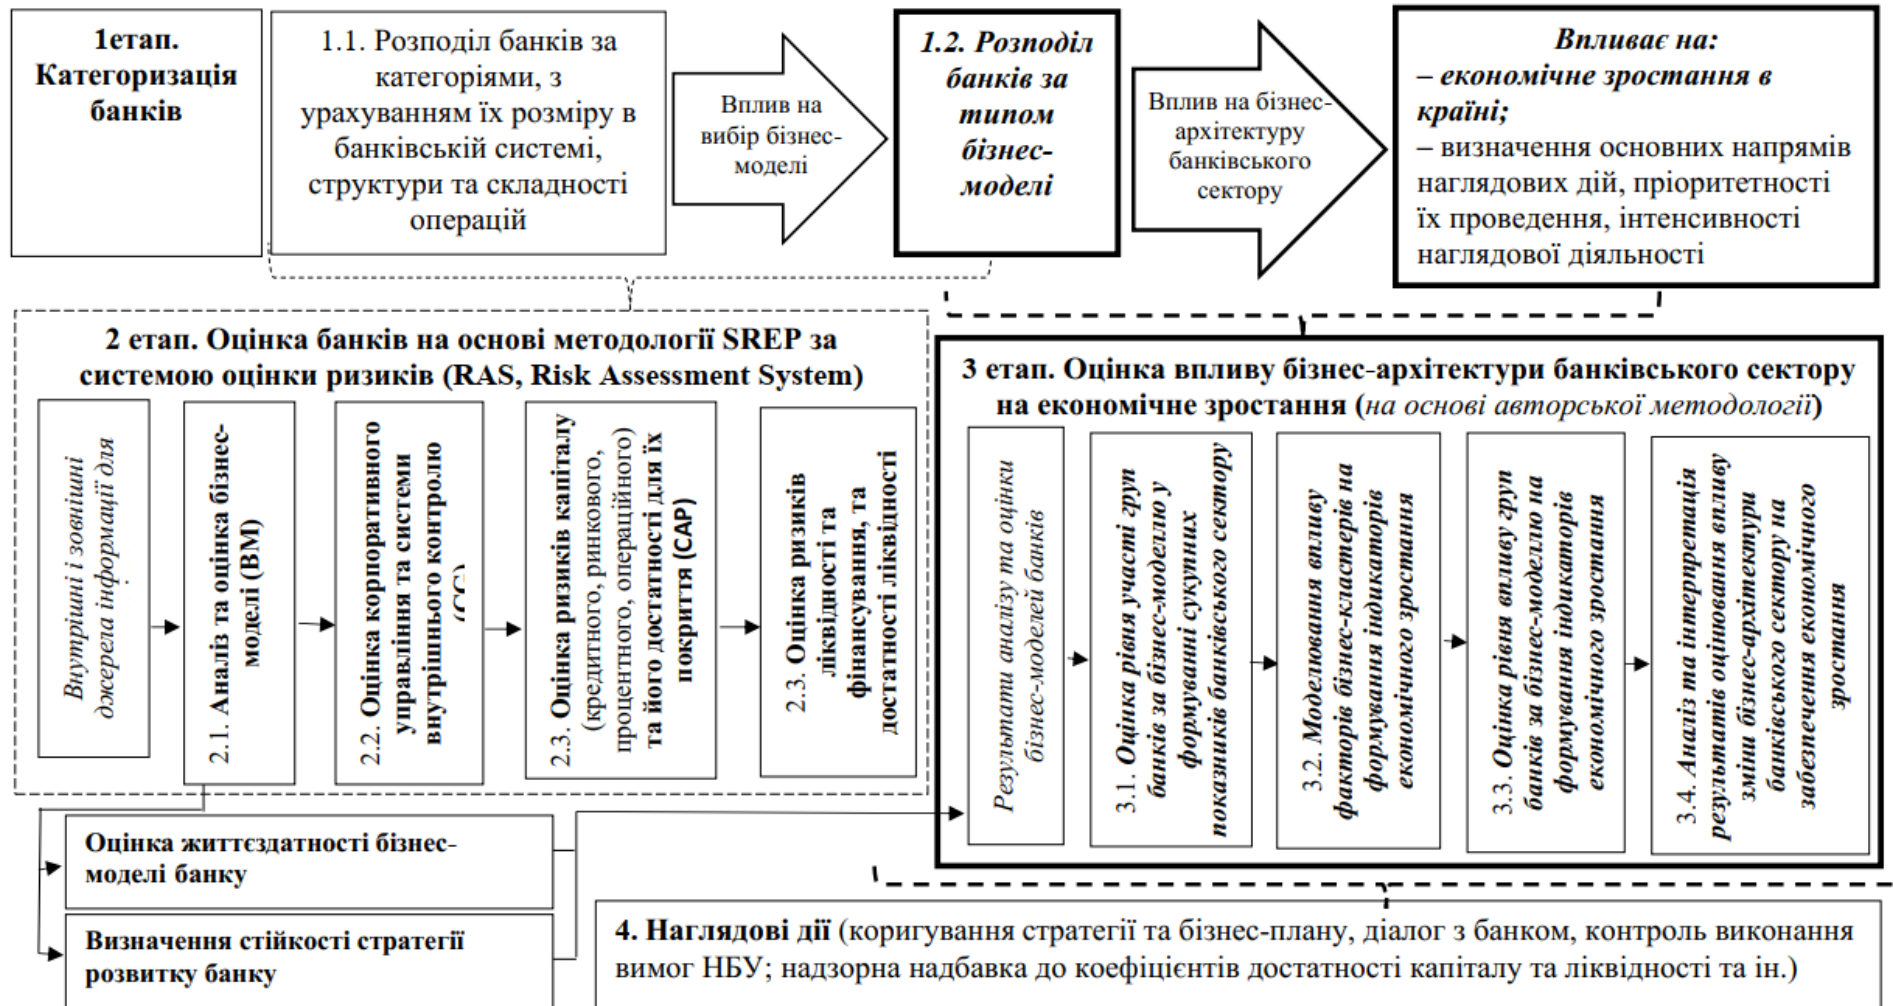 1етап.
Категоризація
банків
1.1. Розподіл банків за
категоріями, з
урахуванням їх розміру в
банківській системі,
структури та складності
операцій
Вплив на
вибір бізнес-
моделі
1.2. Розподіл
банків за
типом
бізнес-
моделі
Вплив на бізнес-
архітектуру
банківського
сектору
Впливає на:
– економічне зростання в
країні;
– визначення основних напрямів
наглядових дій, пріоритетності
їх проведення, інтенсивності
наглядової діяльності
2 етап. Оцінка банків на основі методології SREP за
системою оцінки ризиків (RAS, Risk Assessment System)
Внутрішні і зовнішні
джерела інформації для
2.1. Аналіз та оцінка бізнес-
моделі (BM)
2.2. Оцінка корпоративного
управління та системи
внутрішнього контролю
2.3. Оцінка ризиків капіталу
(кредитного, ринкового,
процентного, операційного)
та його достатності для їх
покриття (CAP)
2.3. Оцінка ризиків
ліквідності та
фінансування, та
достатності ліквідності
Оцінка життєздатності бізнес-
моделі банку
Визначення стійкості стратегії
розвитку банку
3 етап. Оцінка впливу бізнес-архітектури банківського сектору
на економічне зростання (на основі авторської методології)
Результати аналізу та оцінки
бізнес-моделей банків
3.1. Оцінка рівня участі груп
банків за бізнес-моделлю у
формуванні сукупних
показників банківського сектору
3.2. Моделювання впливу
факторів бізнес-кластерів на
формування індикаторів
економічного зростання
3.3. Оцінка рівня впливу груп
банків за бізнес-моделлю на
формування індикаторів
економічного зростання
3.4. Аналіз та інтерпретація
результатів оцінювання впливу
зміни бізнес-архітектури
банківського сектору на
забезпечення економічного
зростання
4. Наглядові дії (коригування стратегії та бізнес-плану, діалог з банком, контроль виконання
вимог НБУ; надзорна надбавка до коефіцієнтів достатності капіталу та ліквідності та ін.)